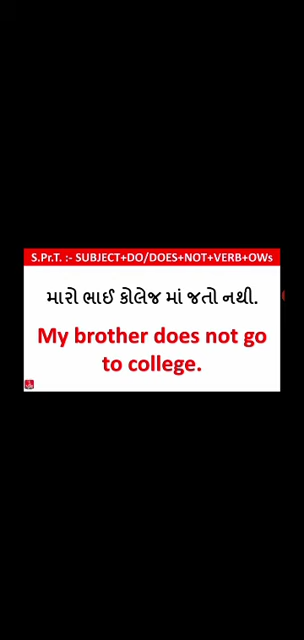 S.Pr.T. :- SUBJECT+DO/DOES+NOT+VERB+OWs
મારો ભાઈ કોલેજ માં જતો નથી.
My brother does not go
to college.